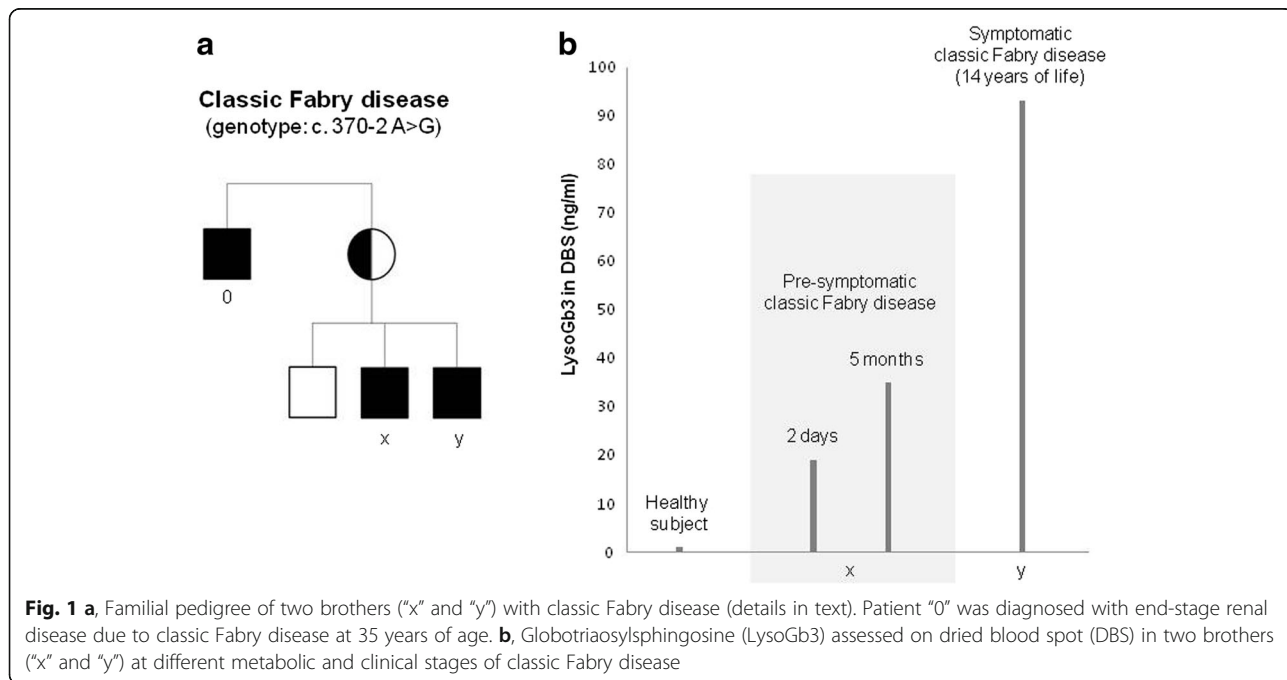 a
Classic Fabry disease
(genotype: c. 370-2 A>G)
0
x
y
b
LysoGb3 in DBS (ng/ml)
100
90
80
70
60
50
40
30
20
10
0
Healthy
subject
Pre-symptomatic
classic Fabry disease
2 days
5 months
Symptomatic
classic Fabry disease
(14 years of life)
x
y
Fig. 1 a, Familial pedigree of two brothers (“x” and “y”) with classic Fabry disease (details in text). Patient “0” was diagnosed with end-stage renal
disease due to classic Fabry disease at 35 years of age. b, Globotriaosylsphingosine (LysoGb3) assessed on dried blood spot (DBS) in two brothers
(“x” and “y”) at different metabolic and clinical stages of classic Fabry disease